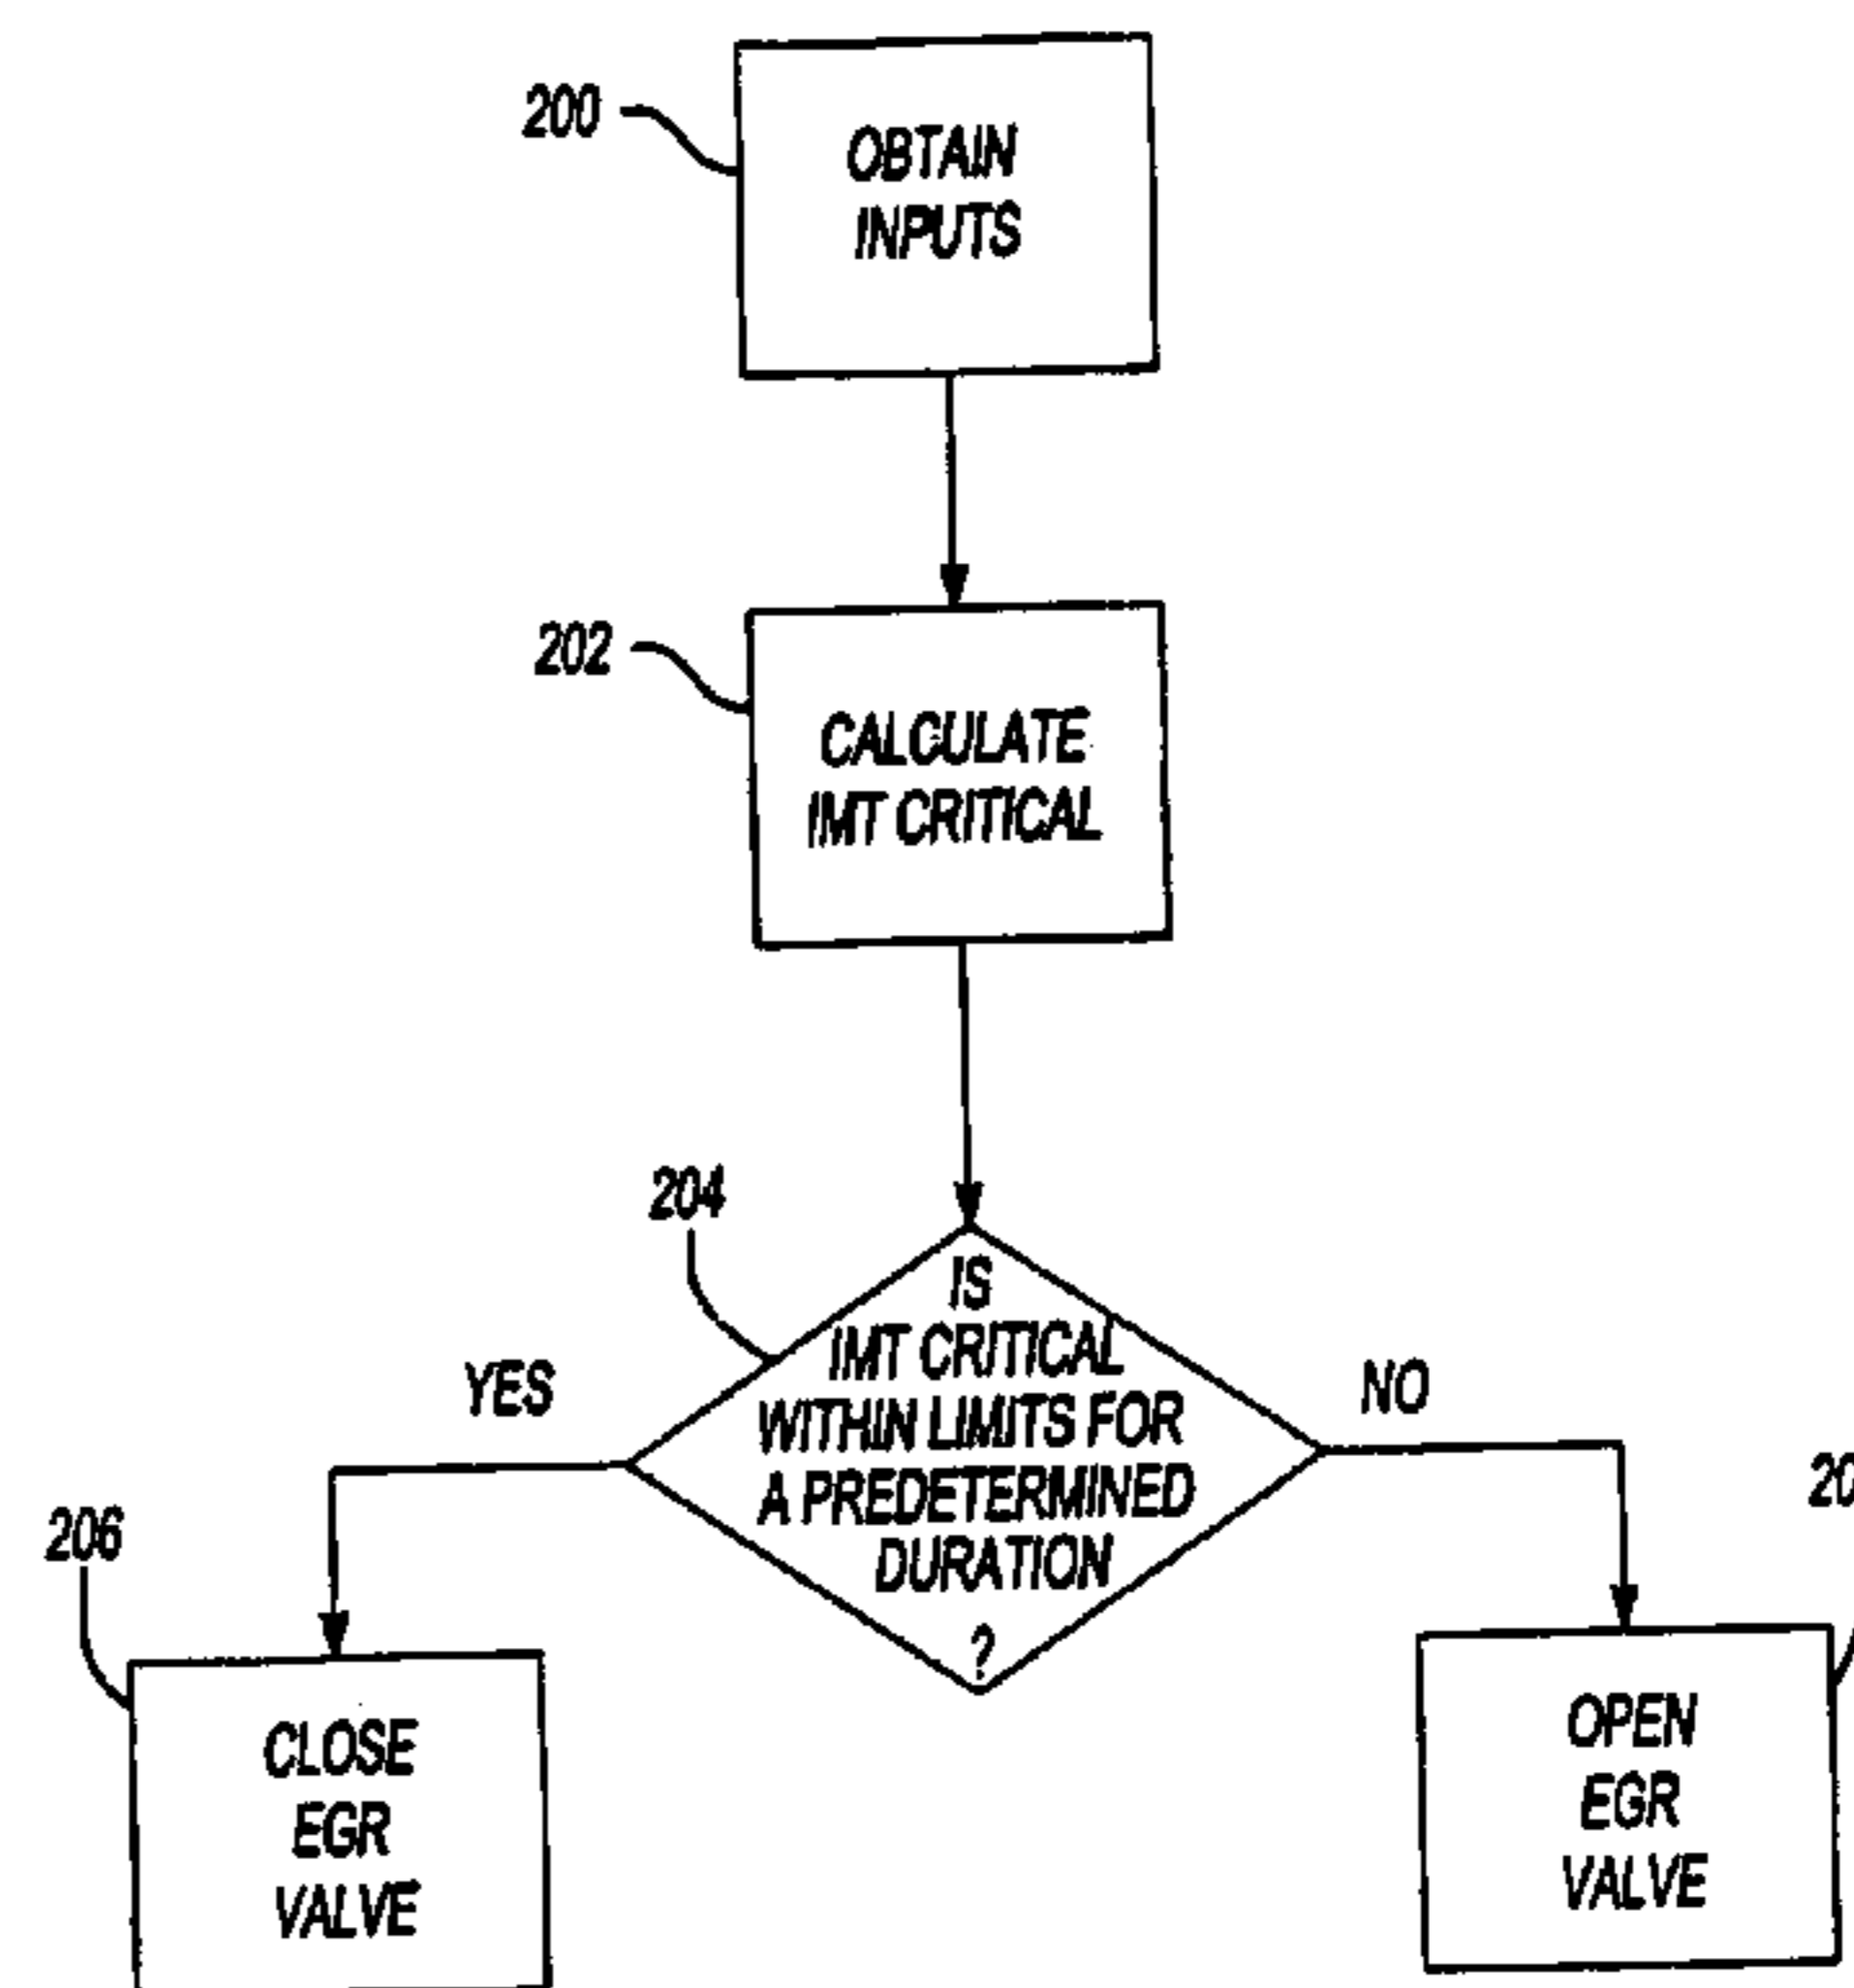 200
OBTAIN
INPUTS
202
CALCULATE
IMT CRITICAL
204
IS
IMT CRITICAL
WITHIN LIMITS FOR
A PREDETERMINED
DURATION
?
YES
NO
206
CLOSE
EGR
VALVE
OPEN
EGR
VALVE